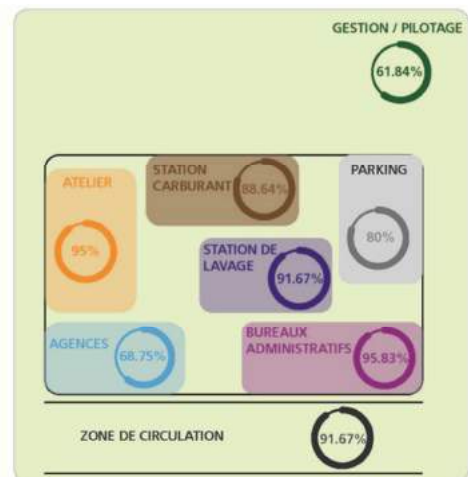 GESTION / PILOTAGE
61.84%
ATELIER
95%
STATION
CARBURANT
88.64%
PARKING
80%
STATION DE
LAVAGE
91.67%
AGENCES
68.75%
BUREAUX
ADMINISTRATIFS
95.83%
ZONE DE CIRCULATION
91.67%